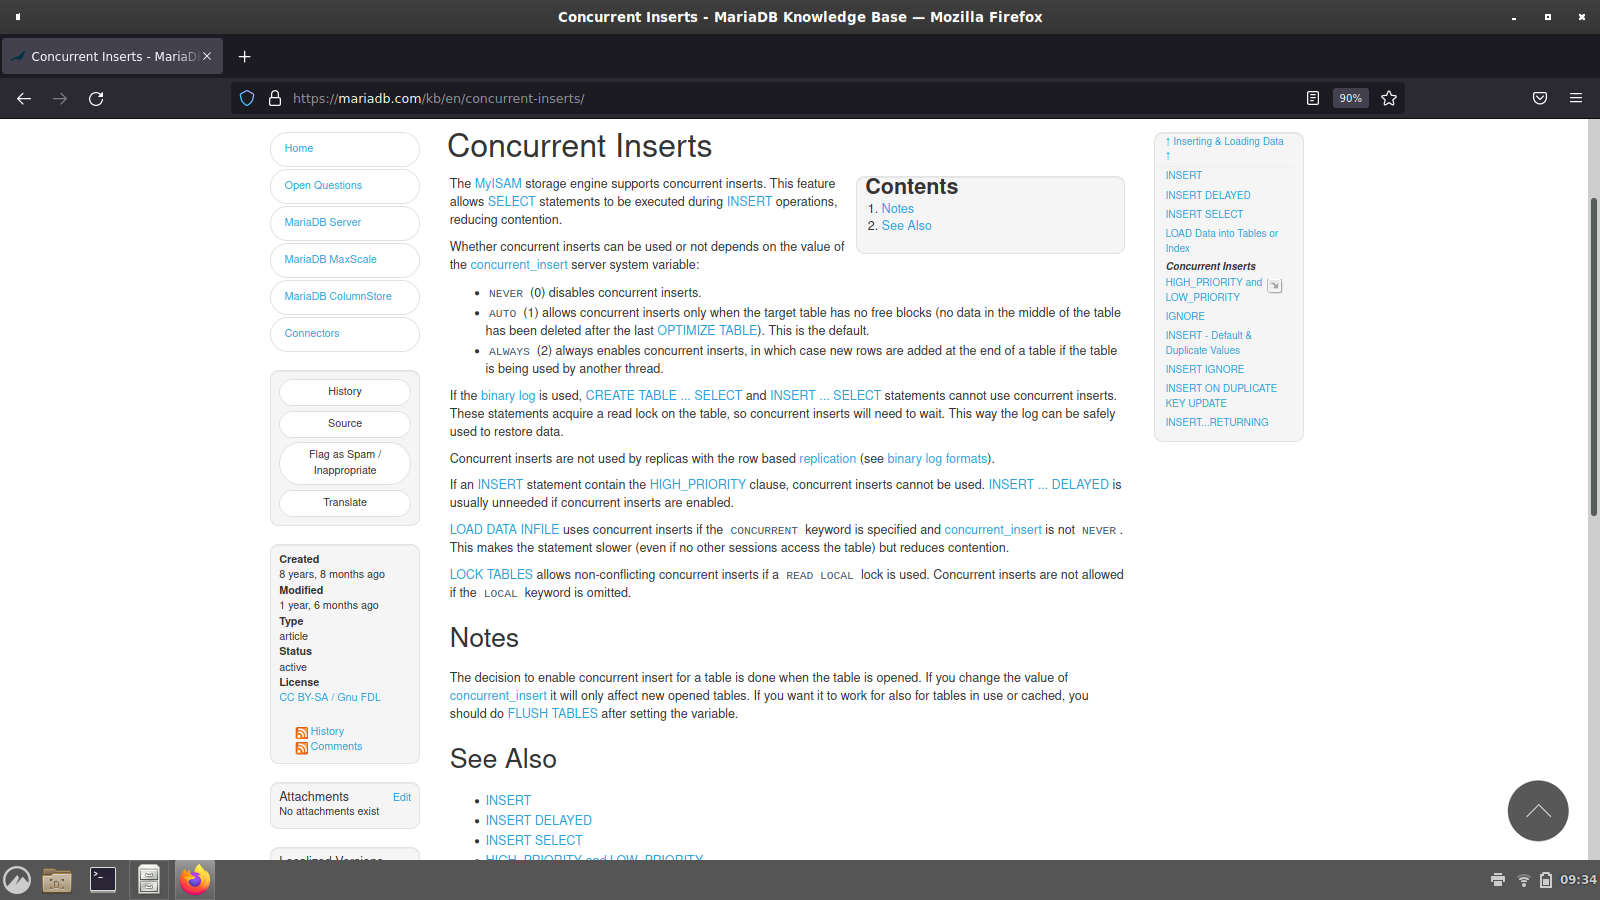 Concurrent Inserts - MariaDB Knowledge Base — Mozilla Firefox
Concurrent Inserts - MariaD
https://mariadb.com/kb/en/concurrent-inserts/
90%
Home
Open Questions
MariaDB Server
MariaDB MaxScale
MariaDB ColumnStore
Connectors
History
Source
Flag as Spam /
Inappropriate
Translate
Created
8 years, 8 months ago
Modified
1 year, 6 months ago
Type
article
Status
active
License
CC BY-SA / Gnu FDL
History
Comments
Attachments Edit
No attachments exist
Localized Versions
Concurrent Inserts
The MyISAM storage engine supports concurrent inserts. This feature
allows SELECT statements to be executed during INSERT operations,
reducing contention.
Contents
1. Notes
2. See Also
Whether concurrent inserts can be used or not depends on the value of
the concurrent_insert server system variable:
• NEVER (0) disables concurrent inserts.
• AUTO (1) allows concurrent inserts only when the target table has no free blocks (no data in the middle of the table
has been deleted after the last OPTIMIZE TABLE). This is the default.
• ALWAYS (2) always enables concurrent inserts, in which case new rows are added at the end of a table if the table
is being used by another thread.
If the binary log is used, CREATE TABLE ... SELECT and INSERT ... SELECT statements cannot use concurrent inserts.
These statements acquire a read lock on the table, so concurrent inserts will need to wait. This way the log can be safely
used to restore data.
Concurrent inserts are not used by replicas with the row based replication (see binary log formats).
If an INSERT statement contain the HIGH_PRIORITY clause, concurrent inserts cannot be used. INSERT ... DELAYED is
usually unneeded if concurrent inserts are enabled.
LOAD DATA INFILE uses concurrent inserts if the CONCURRENT keyword is specified and concurrent_insert is not NEVER.
This makes the statement slower (even if no other sessions access the table) but reduces contention.
LOCK TABLES allows non-conflicting concurrent inserts if a READ LOCAL lock is used. Concurrent inserts are not allowed
if the LOCAL keyword is omitted.
Notes
The decision to enable concurrent insert for a table is done when the table is opened. If you change the value of
concurrent_insert it will only affect new opened tables. If you want it to work for also for tables in use or cached, you
should do FLUSH TABLES after setting the variable.
See Also
• INSERT
• INSERT DELAYED
• INSERT SELECT
• HIGH_PRIORITY and LOW_PRIORITY
↑ Inserting & Loading Data
↑
INSERT
INSERT DELAYED
INSERT SELECT
LOAD Data into Tables or
Index
Concurrent Inserts
HIGH_PRIORITY and
LOW_PRIORITY
IGNORE
INSERT - Default &
Duplicate Values
INSERT IGNORE
INSERT ON DUPLICATE
KEY UPDATE
INSERT...RETURNING
09:34